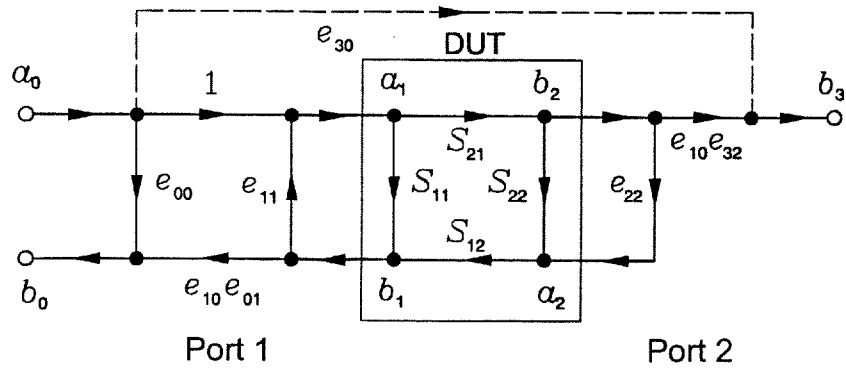 e₃₀
DUT
a₀
1
a₁
b₂
b₃
S₂₁
e₁₀e₃₂
e₀₀
e₁₁
S₁₁
S₂₂
e₂₂
S₁₂
b₀
e₁₀e₀₁
b₁
a₂
Port 1
Port 2